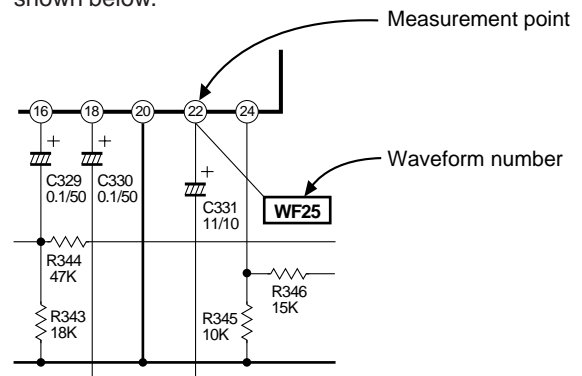 shown below.
Measurement point
16 18 20 22 24
Waveform number
+ + +
C329
0.1/50
C330
0.1/50
C331
11/10
WF25
R344
47K
R346
15K
R343
18K
R345
10K